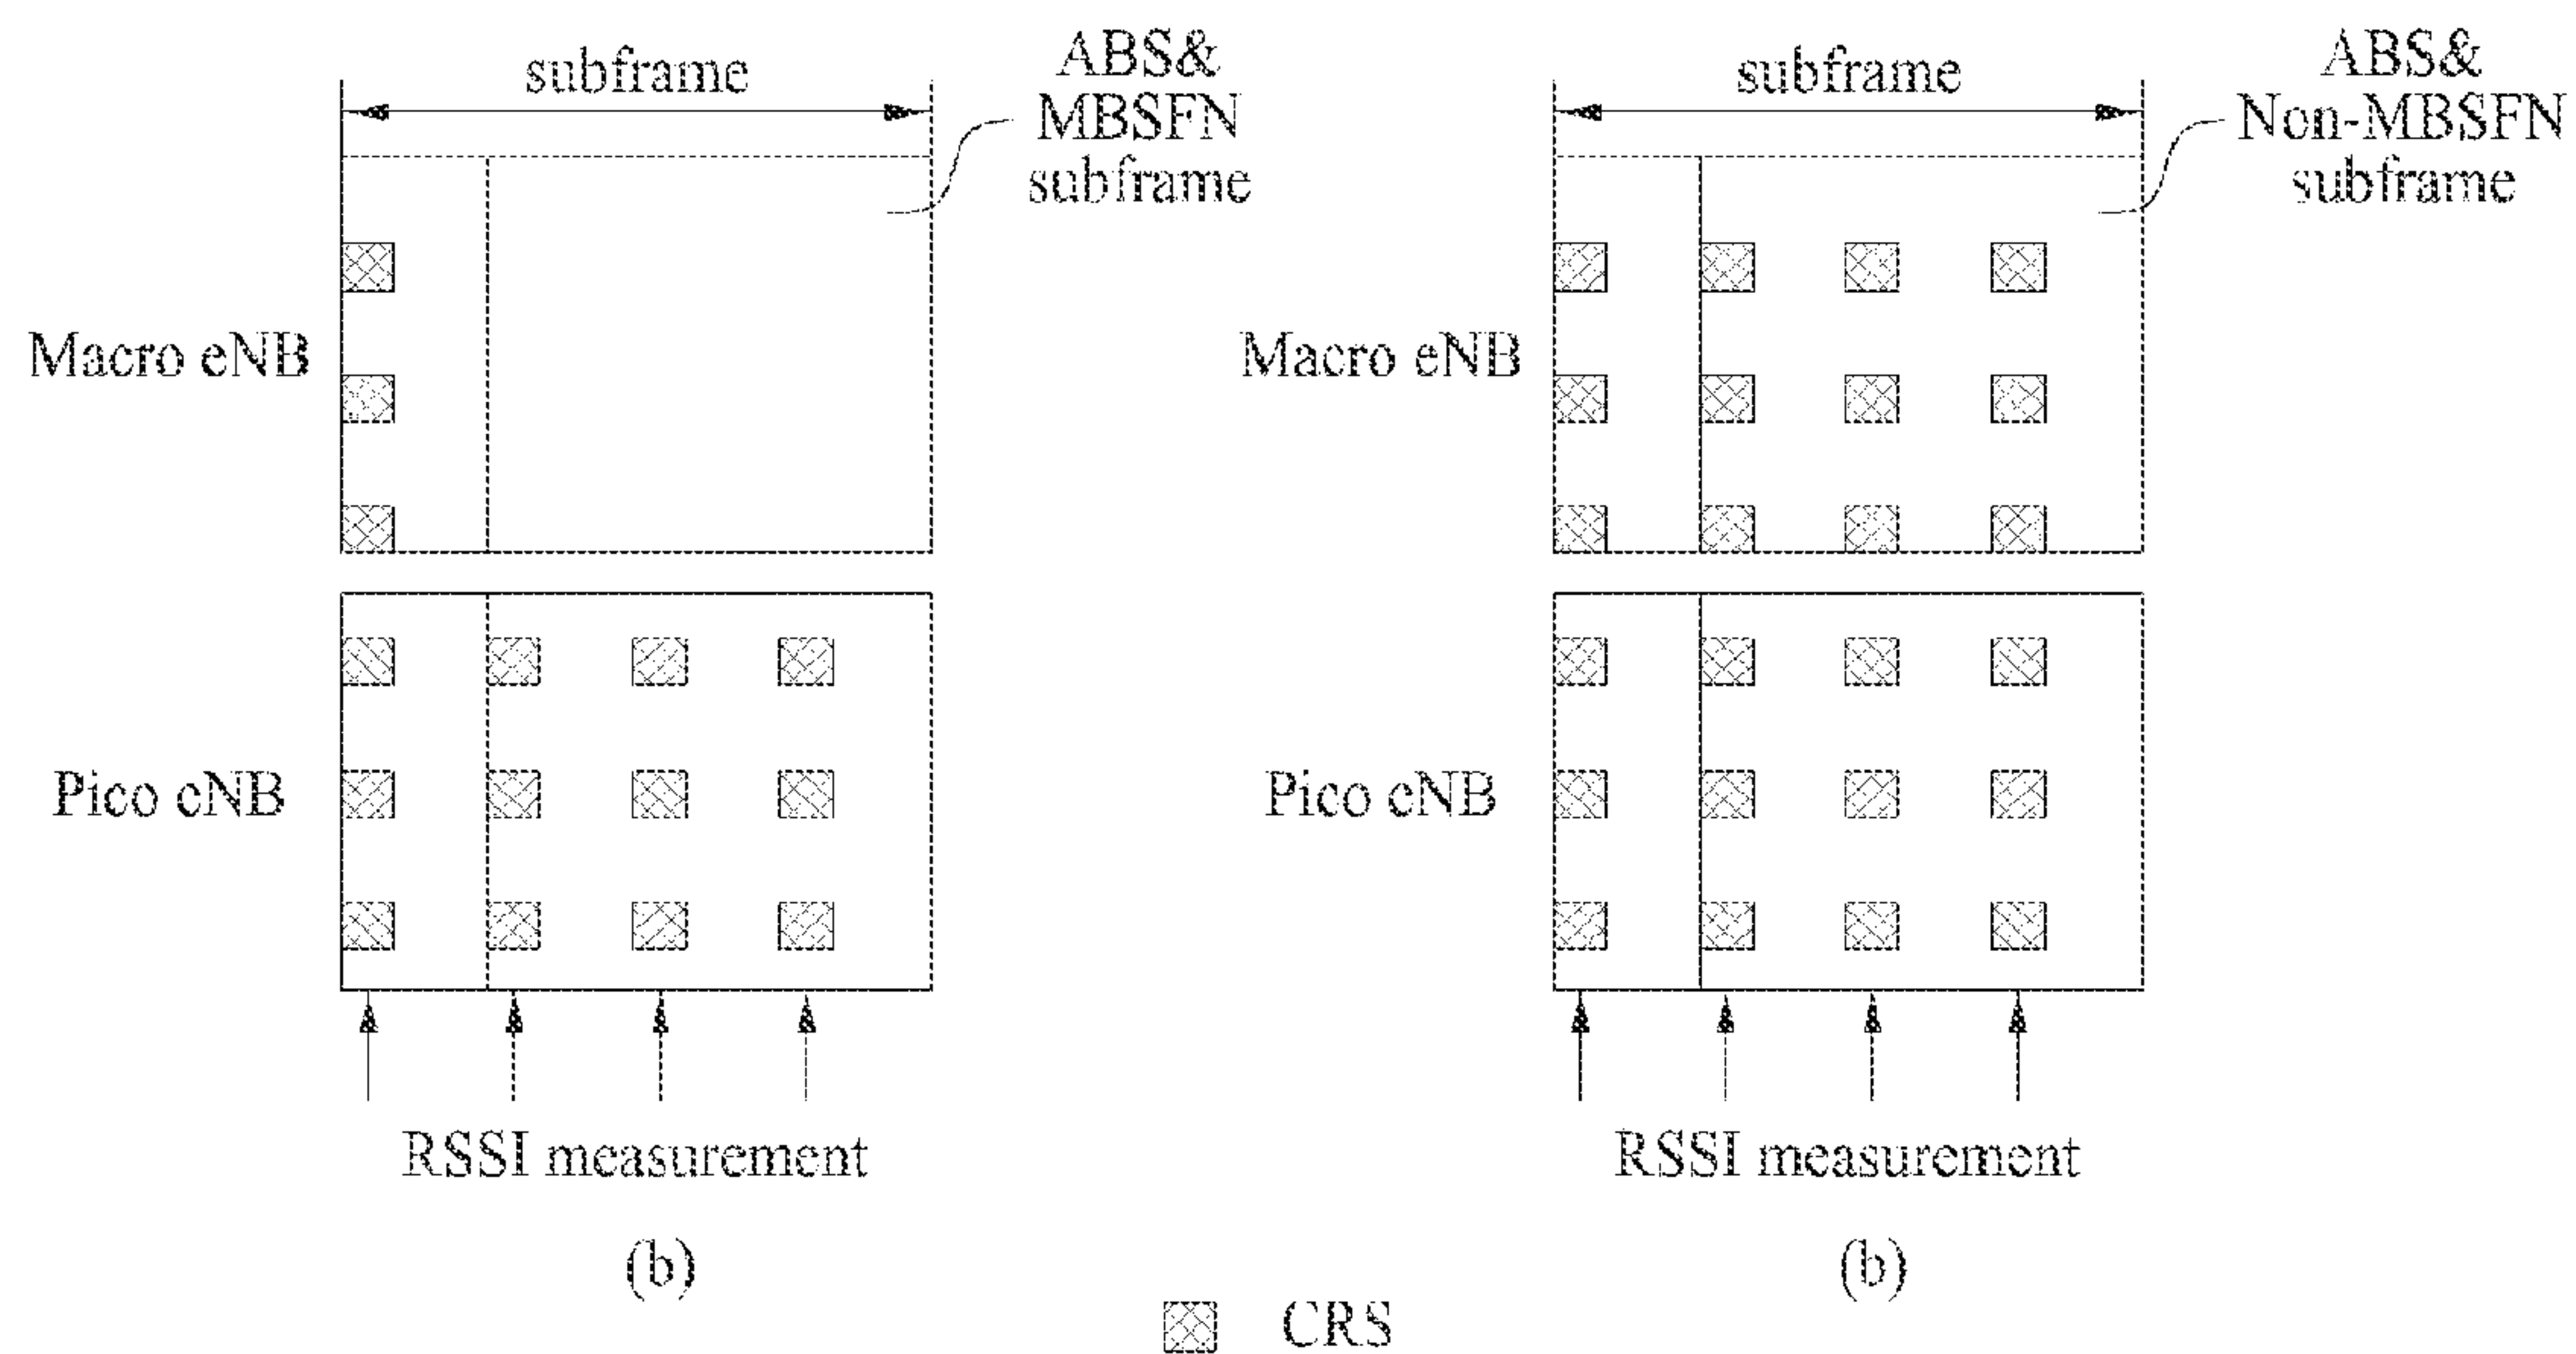 subframe
ABS&
MBSFN
subframe
Macro eNB
Pico eNB
RSSI measurement
(b)
subframe
ABS&
Non-MBSFN
subframe
Macro eNB
Pico eNB
RSSI measurement
(b)
CRS